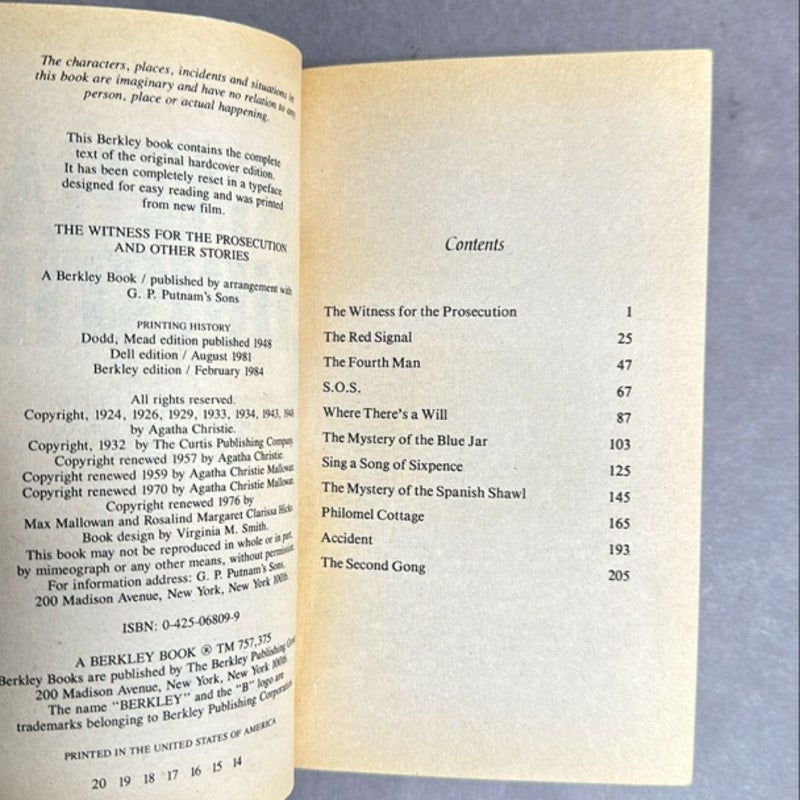 The characters, places, incidents and situations in
this book are imaginary and have no relation to any
person, place or actual happening.
This Berkley book contains the complete
text of the original hardcover edition.
It has been completely reset in a typeface
designed for easy reading and was printed
from new film.
THE WITNESS FOR THE PROSECUTION
AND OTHER STORIES
A Berkley Book / published by arrangement with
G. P. Putnam's Sons
PRINTING HISTORY
Dodd, Mead edition published 1948
Dell edition / August 1981
Berkley edition / February 1984
All rights reserved.
Copyright, 1924, 1926, 1929, 1933, 1934, 1943, 1948
by Agatha Christie.
Copyright, 1932 by The Curtis Publishing Company
Copyright renewed 1957 by Agatha Christie.
Copyright renewed 1959 by Agatha Christie Mallowan.
Copyright renewed 1970 by Agatha Christie Mallowan.
Copyright renewed 1976 by
Max Mallowan and Rosalind Margaret Clarissa Hicks.
Book design by Virginia M. Smith.
This book may not be reproduced in whole or in part,
by mimeograph or any other means, without permission.
For information address: G. P. Putnam's Sons,
200 Madison Avenue, New York, New York 10016.
ISBN: 0-425-06809-9
A BERKLEY BOOK ® TM 757,375
Berkley Books are published by The Berkley Publishing Group
200 Madison Avenue, New York, New York 10016.
The name "BERKLEY" and the "B" logo are
trademarks belonging to Berkley Publishing Corporation
PRINTED IN THE UNITED STATES OF AMERICA
20 19 18 17 16 15 14
Contents
The Witness for the Prosecution 1
The Red Signal 25
The Fourth Man 47
S.O.S. 67
Where There's a Will 87
The Mystery of the Blue Jar 103
Sing a Song of Sixpence 125
The Mystery of the Spanish Shawl 145
Philomel Cottage 165
Accident 193
The Second Gong 205